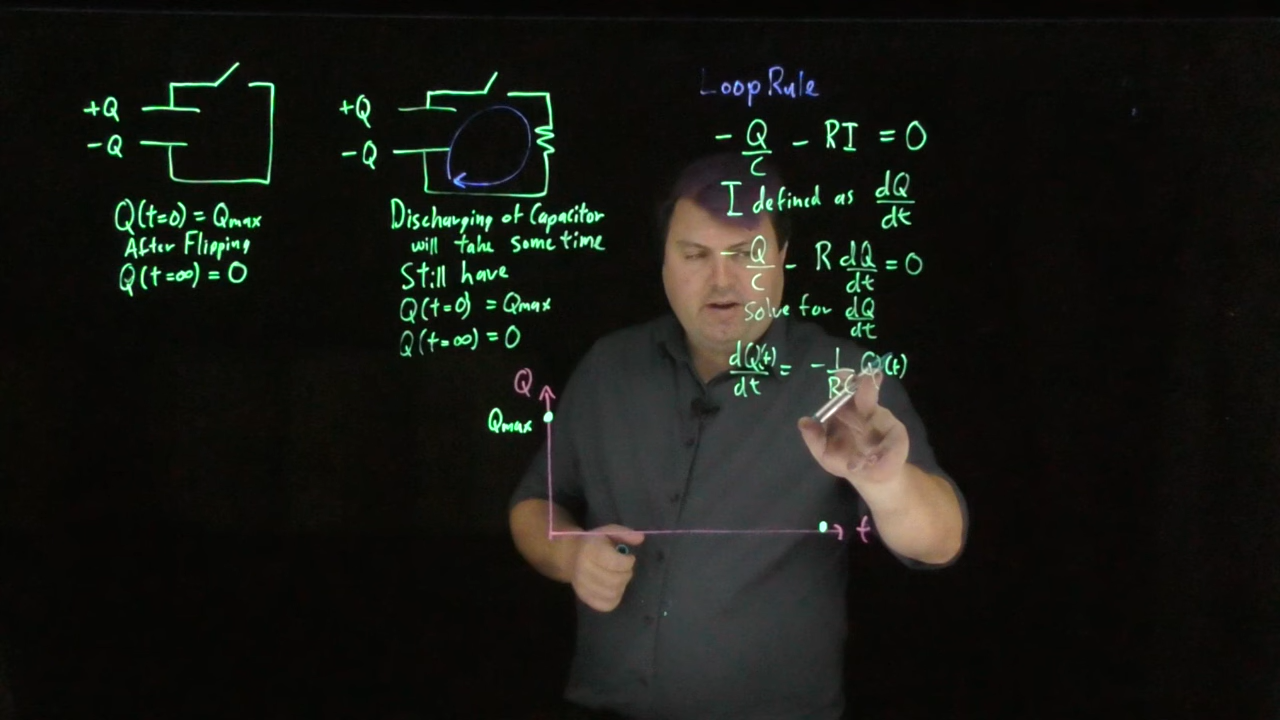 +Q
-Q
Q(t=0) = Qmax
After Flipping
Q(t=∞) = 0
+Q
-Q
Discharging of Capacitor
will take some time
Still have
Q(t=0) = Qmax
Q(t=∞) = 0
Q
Qmax
t
Loop Rule
- Q/C - RI = 0
I defined as dQ/dt
- Q/C - R dQ/dt = 0
solve for dQ/dt
dQ(t)/dt = - 1/RC Q(t)